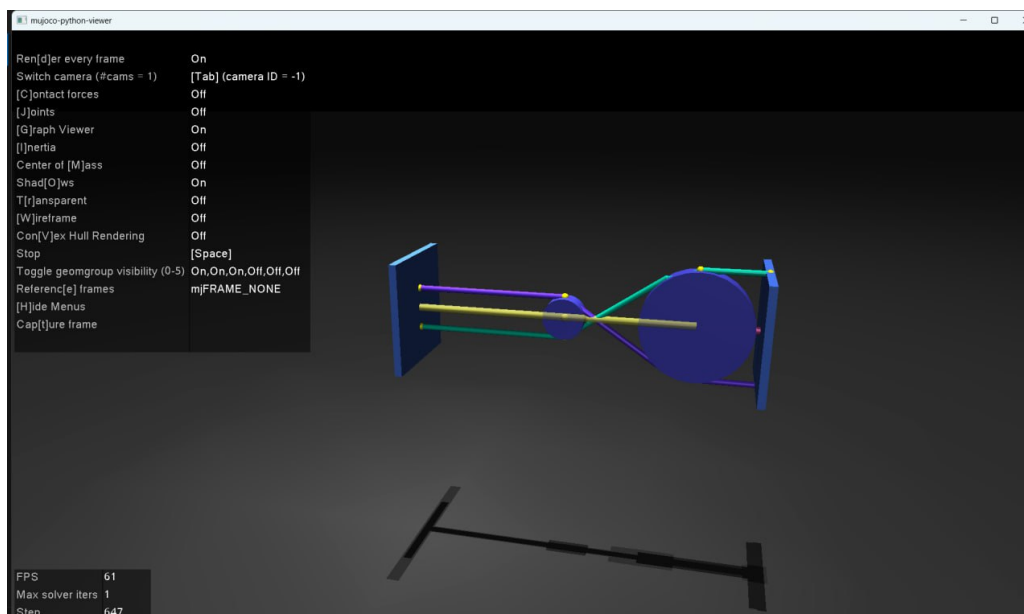 mujoco-python-viewer
Ren[d]er every frame On
Switch camera (#cams = 1) [Tab] (camera ID = -1)
[C]ontact forces Off
[J]oints Off
[G]raph Viewer On
[I]nertia Off
Center of [M]ass Off
Shad[O]ws On
T[r]ansparent Off
[W]ireframe Off
Con[V]ex Hull Rendering Off
Stop [Space]
Toggle geomgroup visibility (0-5) On,On,On,Off,Off,Off
Referenc[e] frames mjFRAME_NONE
[H]ide Menus
Cap[t]ure frame
FPS 61
Max solver iters 1
Step 647